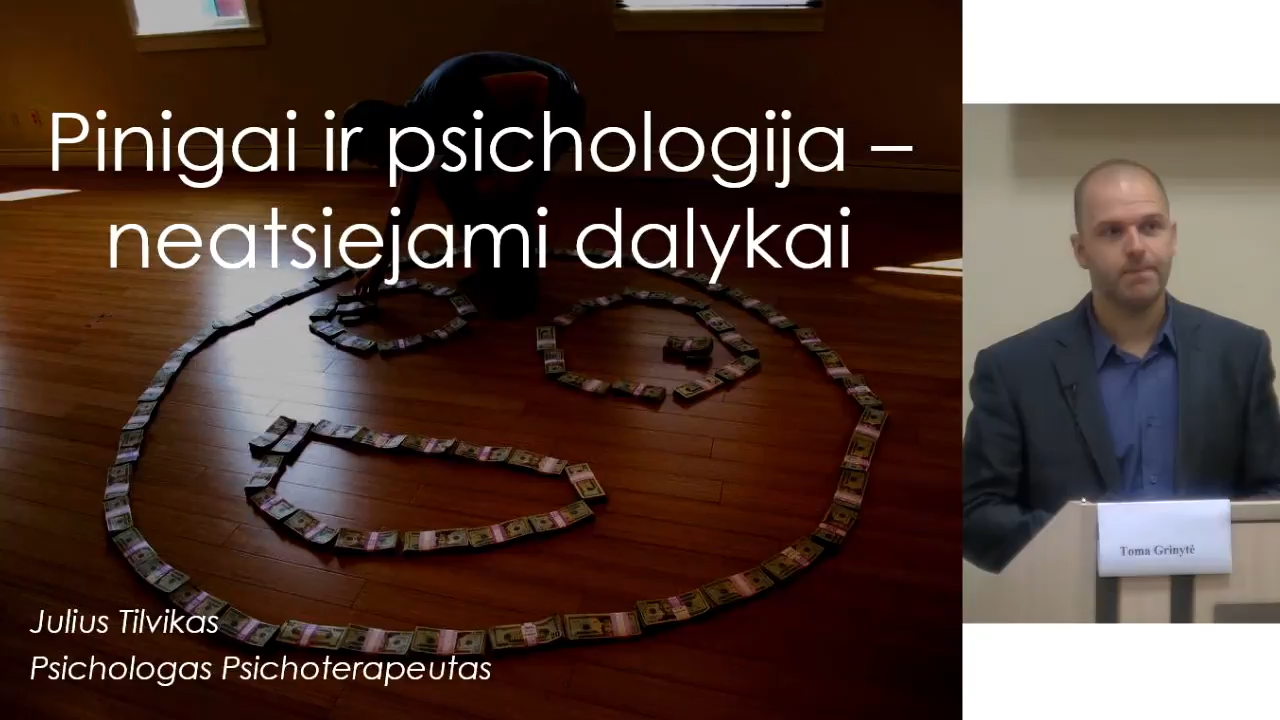 Pinigai ir psichologija –
neatsiejami dalykai
Julius Tilvikas
Psichologas Psichoterapeutas
Toma Grinytė